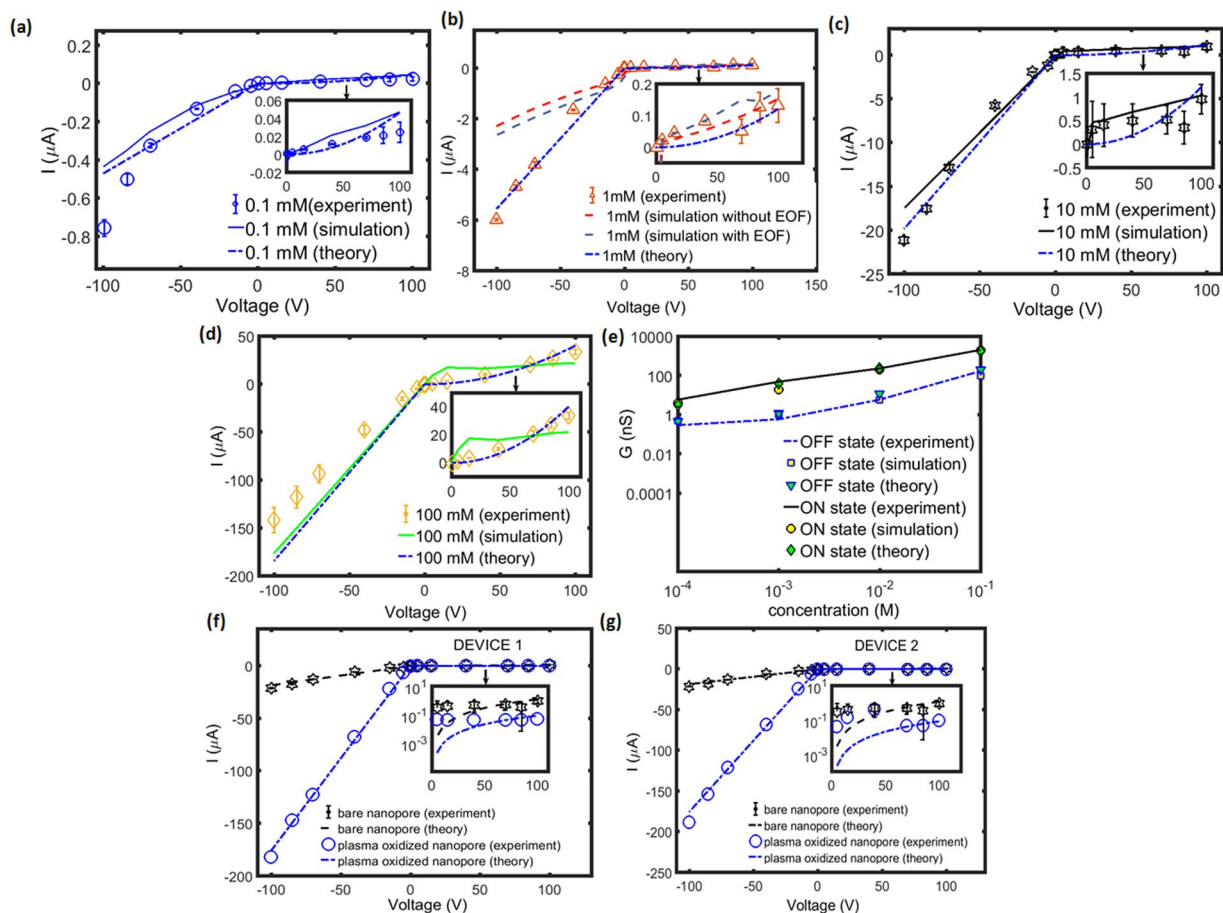 (a)
0.2
0
-0.2
-0.4
-0.6
-0.8
I (μA)
0.06
0.04
0.02
0
-0.02
0 50 100
0.1 mM(experiment)
0.1 mM (simulation)
0.1 mM (theory)
-100 -50 0 50 100
Voltage (V)
(b)
2
0
-2
-4
-6
-8
I (μA)
0.2
0.1
0
0 50 100
1mM (experiment)
1mM (simulation without EOF)
1mM (simulation with EOF)
1mM (theory)
-100 -50 0 50 100 150
Voltage (V)
(c)
5
0
-5
-10
-15
-20
-25
I (μA)
1.5
1.0
0.5
0
0.5
0 50 100
10 mM (experiment)
10 mM (simulation)
10 mM (theory)
-100 -50 0 50 100
Voltage (V)
(d)
50
0
-50
-100
-150
-200
I (μA)
40
20
0
0 50 100
100 mM (experiment)
100 mM (simulation)
100 mM (theory)
-100 -50 0 50 100
Voltage (V)
(e)
10000
100
1
0.01
0.0001
G (nS)
OFF state (experiment)
OFF state (simulation)
OFF state (theory)
ON state (experiment)
ON state (simulation)
ON state (theory)
10-4 10-3 10-2 10-1
concentration (M)
(f)
DEVICE 1
50
0
-50
-100
-150
-200
I (μA)
101
10-1
10-3
0 50 100
bare nanopore (experiment)
bare nanopore (theory)
plasma oxidized nanopore (experiment)
plasma oxidized nanopore (theory)
-100 -50 0 50 100
Voltage (V)
(g)
DEVICE 2
50
0
-50
-100
-150
-200
-250
I (μA)
101
10-1
10-3
0 50 100
bare nanopore (experiment)
bare nanopore (theory)
plasma oxidized nanopore (experiment)
plasma oxidized nanopore (theory)
-100 -50 0 50 100
Voltage (V)